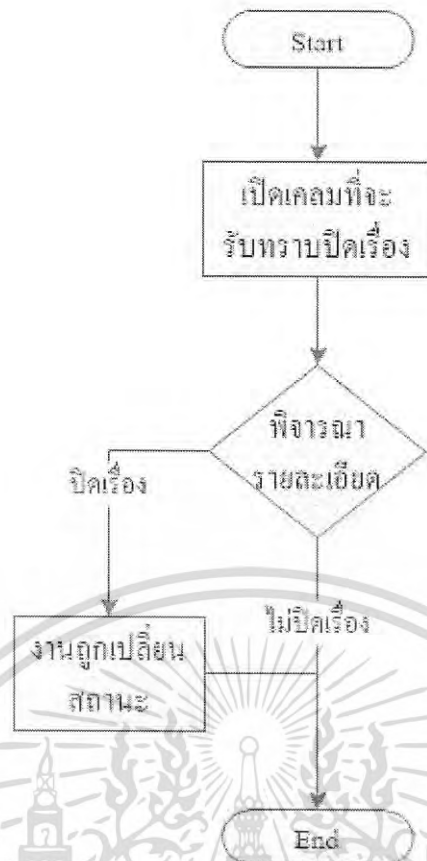 Start
เปิดเคลมที่จะ
รับทราบปิดเรื่อง
พิจารณา
รายละเอียด
ปิดเรื่อง
ไม่ปิดเรื่อง
งานถูกเปลี่ยน
สถานะ
End